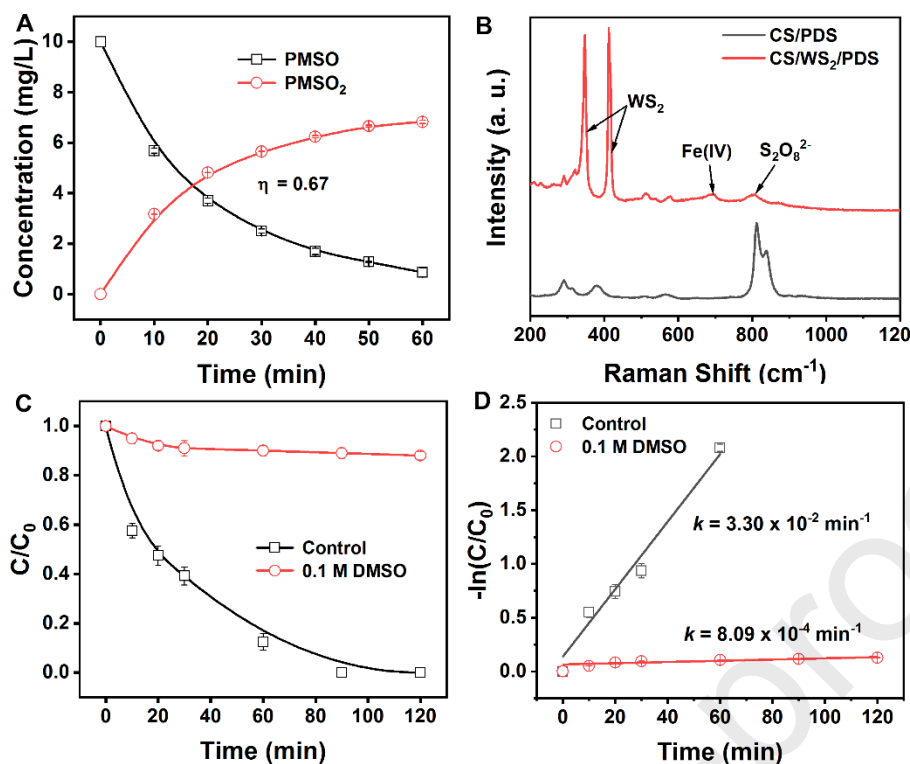 A
PMSO
PMSO₂
η = 0.67
Concentration (mg/L)
10
8
6
4
2
0
0 10 20 30 40 50 60
Time (min)
B
CS/PDS
CS/WS₂/PDS
WS₂
Fe(IV)
S₂O₈²⁻
Intensity (a. u.)
200 400 600 800 1000 1200
Raman Shift (cm⁻¹)
C
Control
0.1 M DMSO
C/C₀
1.0
0.8
0.6
0.4
0.2
0.0
0 20 40 60 80 100 120
Time (min)
D
Control
0.1 M DMSO
k = 3.30 x 10⁻² min⁻¹
k = 8.09 x 10⁻⁴ min⁻¹
-ln(C/C₀)
2.5
2.0
1.5
1.0
0.5
0.0
0 20 40 60 80 100 120
Time (min)